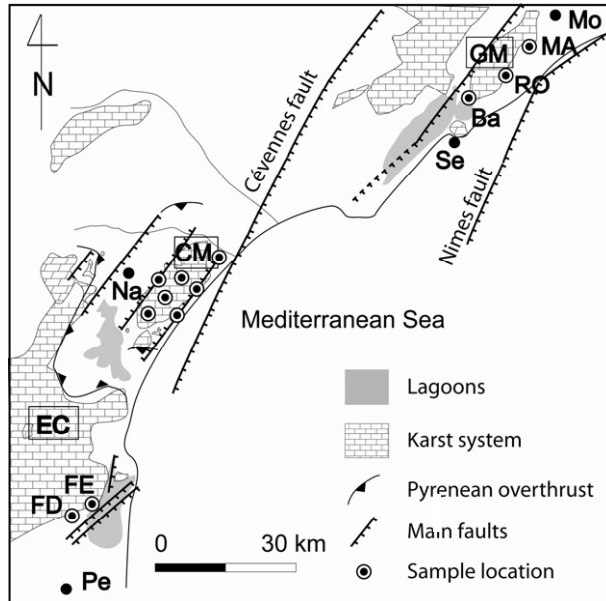 Mo
GM
MA
RO
Ba
Se
N
Cévennes fault
Nimes fault
CM
Na
Mediterranean Sea
Lagoons
EC
Karst system
FE
FD
Pyrenean overthrust
Main faults
0 30 km
Sample location
Pe